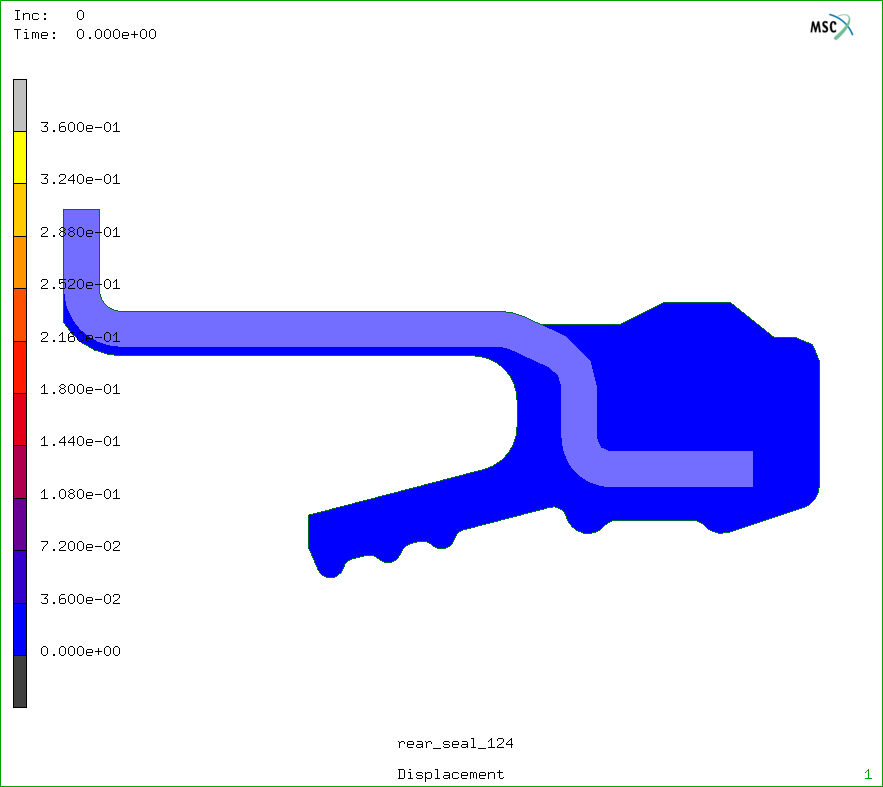 Inc: 0
Time: 0.000e+00
MSC
3.600e-01
3.240e-01
2.880e-01
2.520e-01
2.160e-01
1.800e-01
1.440e-01
1.080e-01
7.200e-02
3.600e-02
0.000e+00
rear_seal_124
Displacement
1